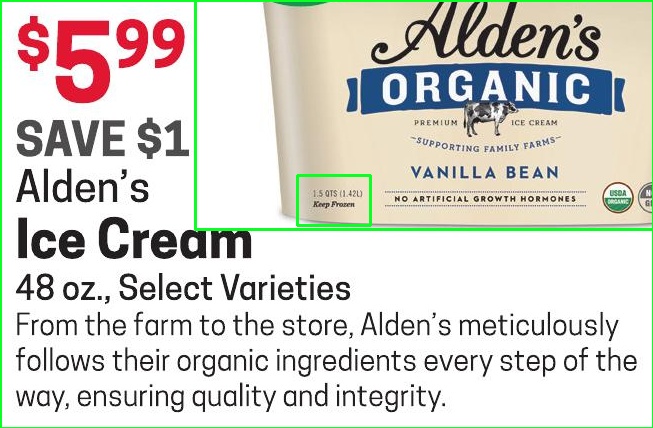 $5.99
SAVE $1
Alden's
Ice Cream
48 oz., Select Varieties
From the farm to the store, Alden's meticulously
follows their organic ingredients every step of the
way, ensuring quality and integrity.
Alden's
ORGANIC
PREMIUM ICE CREAM
-SUPPORTING FAMILY FARMS-
VANILLA BEAN
1.5 QTS (1.42L)
Keep Frozen
NO ARTIFICIAL GROWTH HORMONES
USDA
ORGANIC